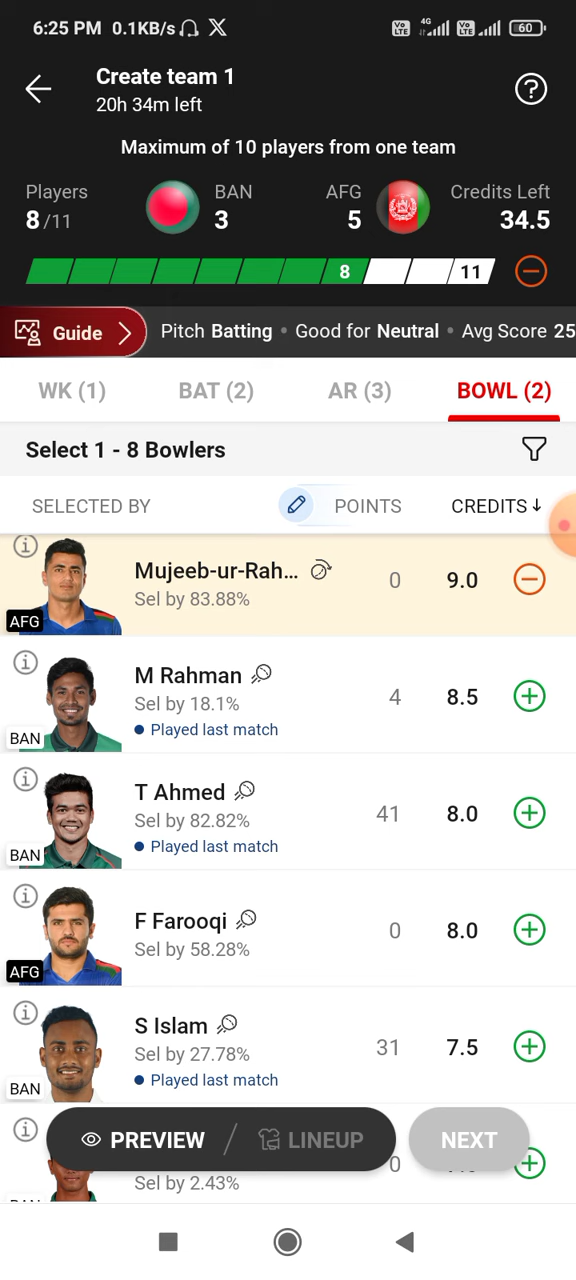 6:25 PM 0.1KB/s X Vo LTE 4G Vo LTE 60
Create team 1
20h 34m left
Maximum of 10 players from one team
Players BAN AFG Credits Left
8/11 3 5 34.5
8 11
Guide Pitch Batting • Good for Neutral • Avg Score 25
WK (1) BAT (2) AR (3) BOWL (2)
Select 1 - 8 Bowlers
SELECTED BY POINTS CREDITS↓
Mujeeb-ur-Rah... 0 9.0
Sel by 83.88%
AFG
M Rahman 4 8.5
Sel by 18.1%
• Played last match
BAN
T Ahmed 41 8.0
Sel by 82.82%
• Played last match
BAN
F Farooqi 0 8.0
Sel by 58.28%
AFG
S Islam 31 7.5
Sel by 27.78%
• Played last match
BAN
PREVIEW / LINEUP NEXT
0
Sel by 2.43%